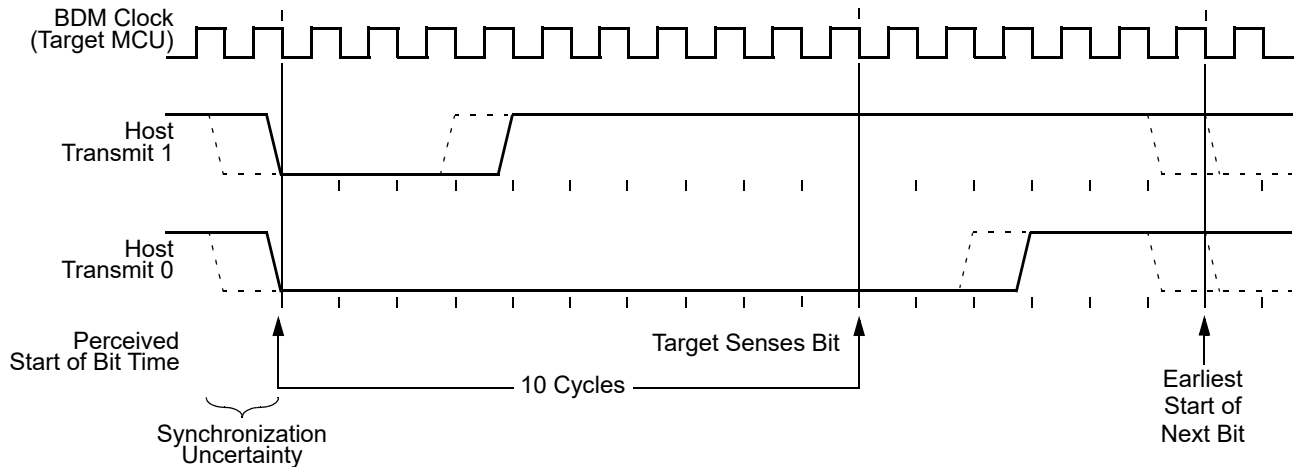 BDM Clock
(Target MCU)
Host
Transmit 1
Host
Transmit 0
Perceived
Start of Bit Time
Target Senses Bit
10 Cycles
Earliest
Start of
Next Bit
Synchronization
Uncertainty